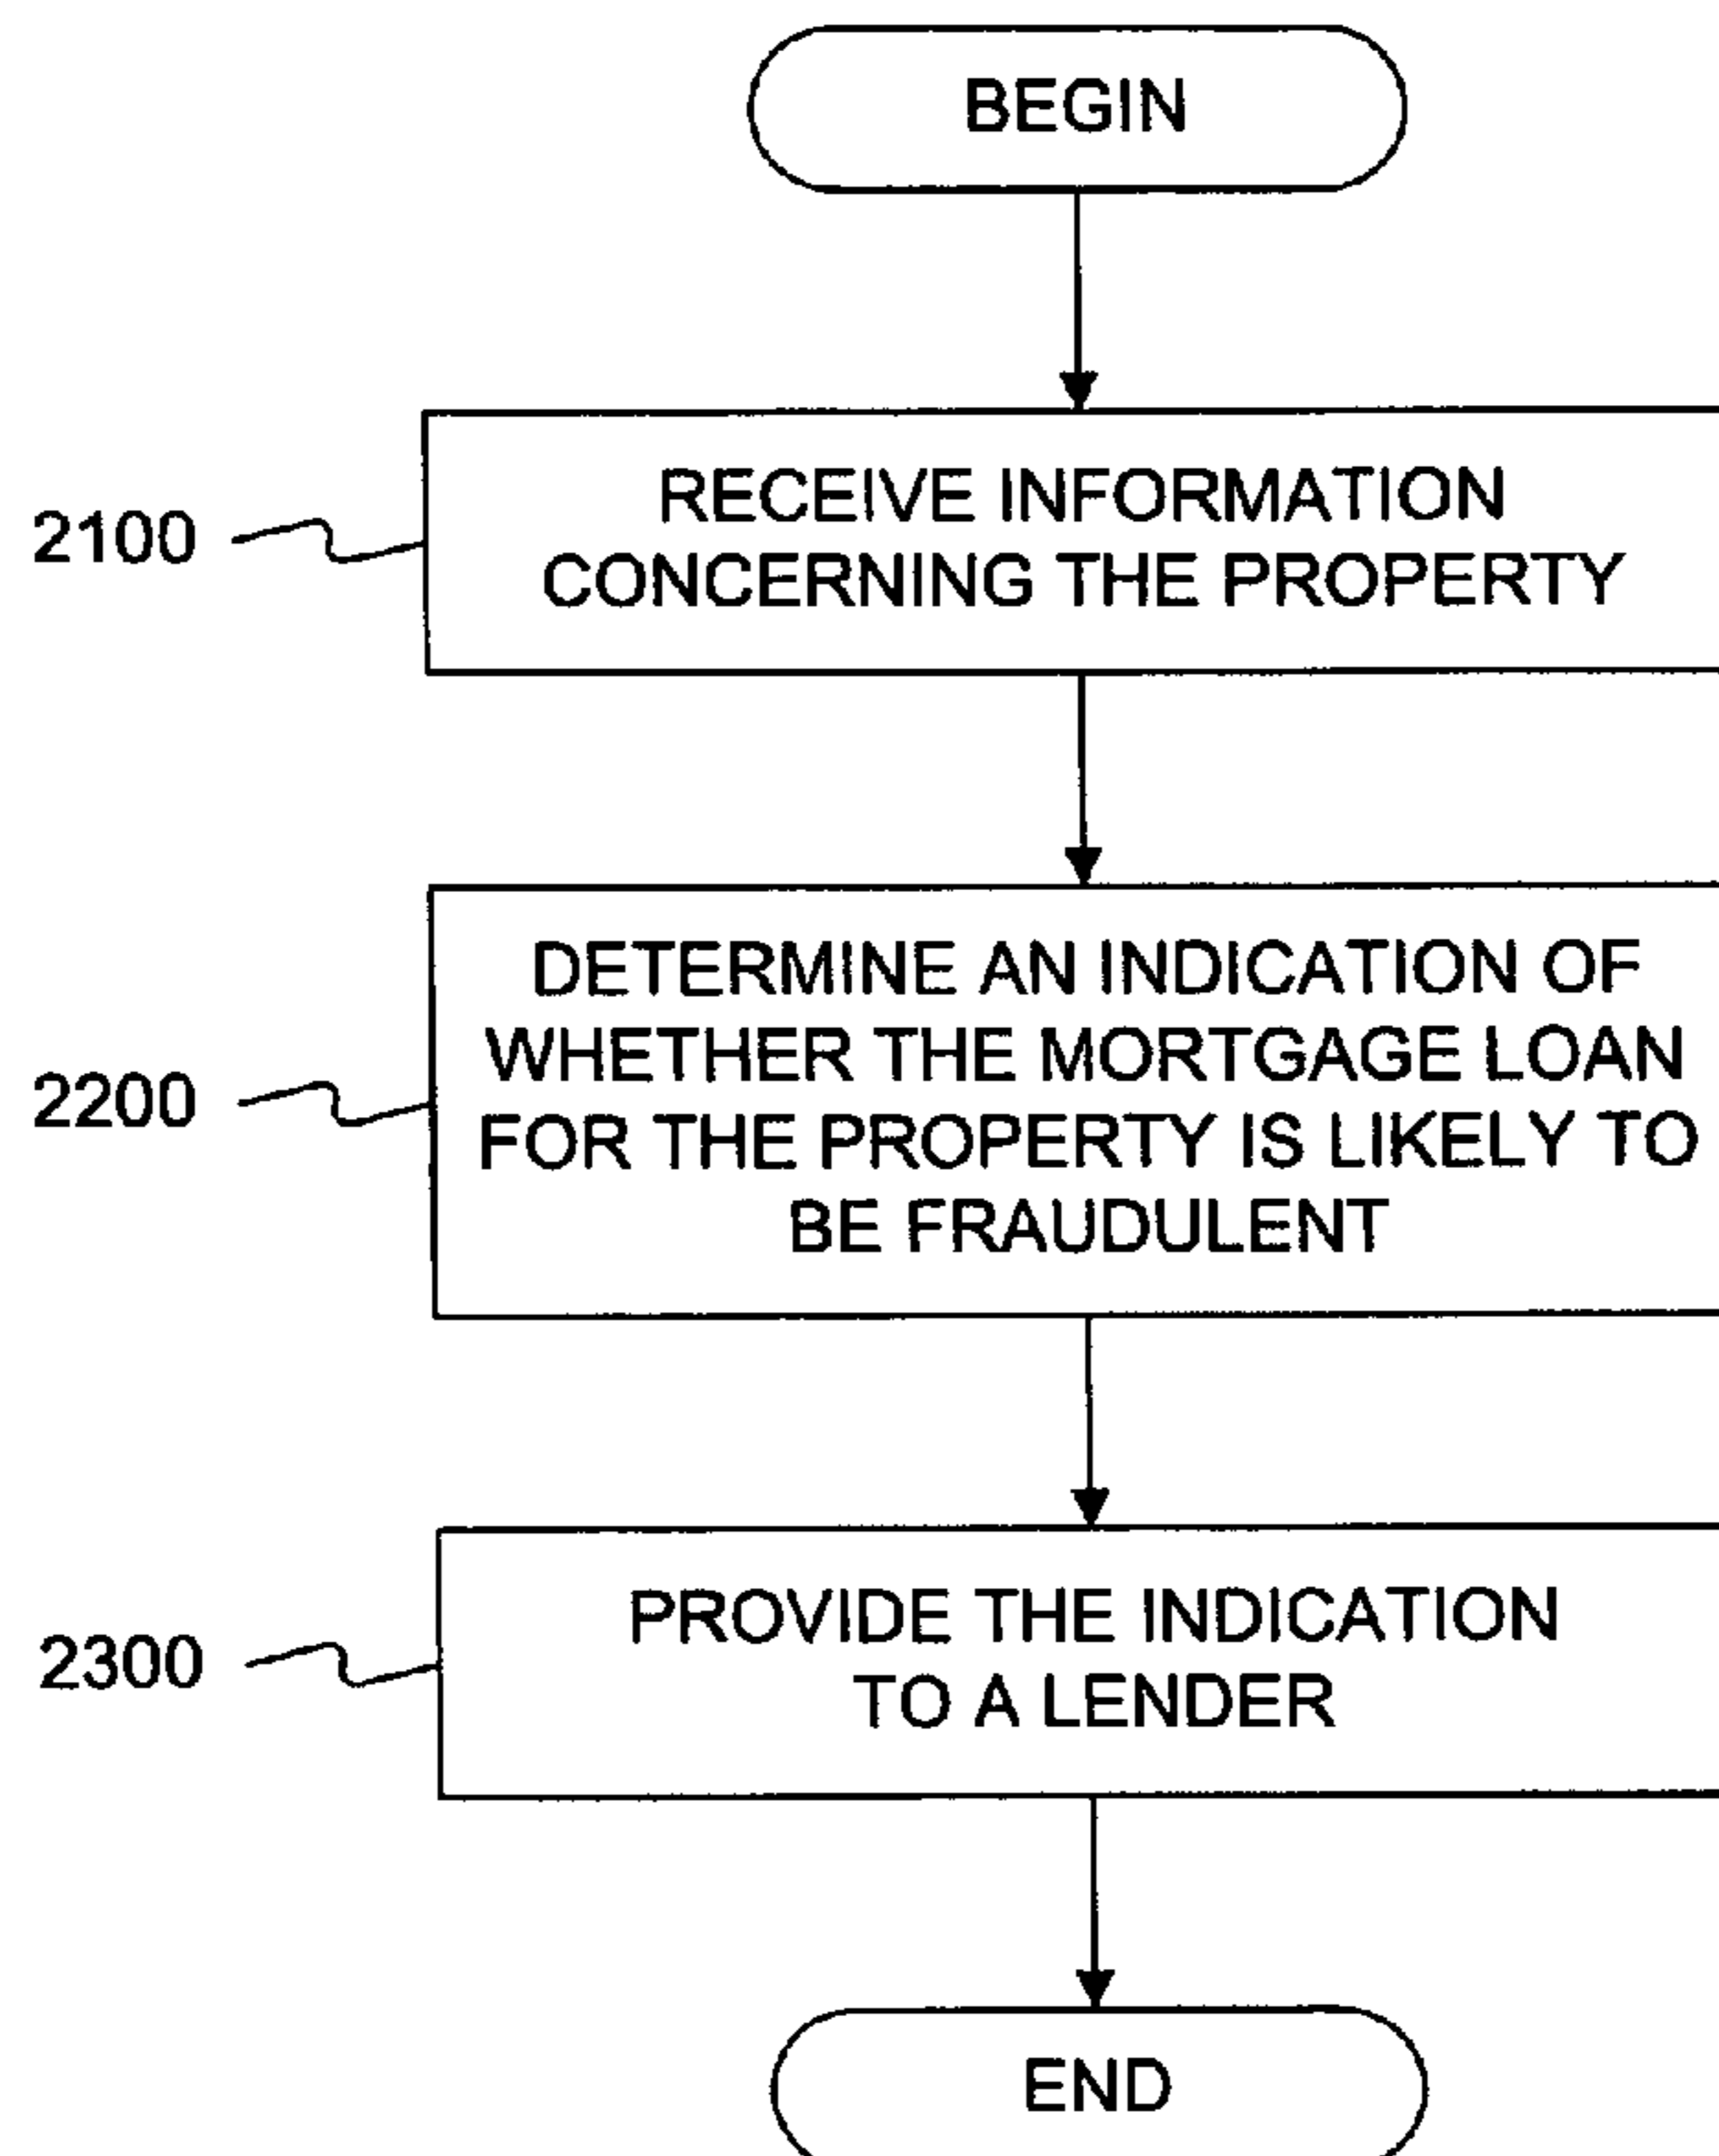 BEGIN
2100
RECEIVE INFORMATION
CONCERNING THE PROPERTY
2200
DETERMINE AN INDICATION OF
WHETHER THE MORTGAGE LOAN
FOR THE PROPERTY IS LIKELY TO
BE FRAUDULENT
2300
PROVIDE THE INDICATION
TO A LENDER
END